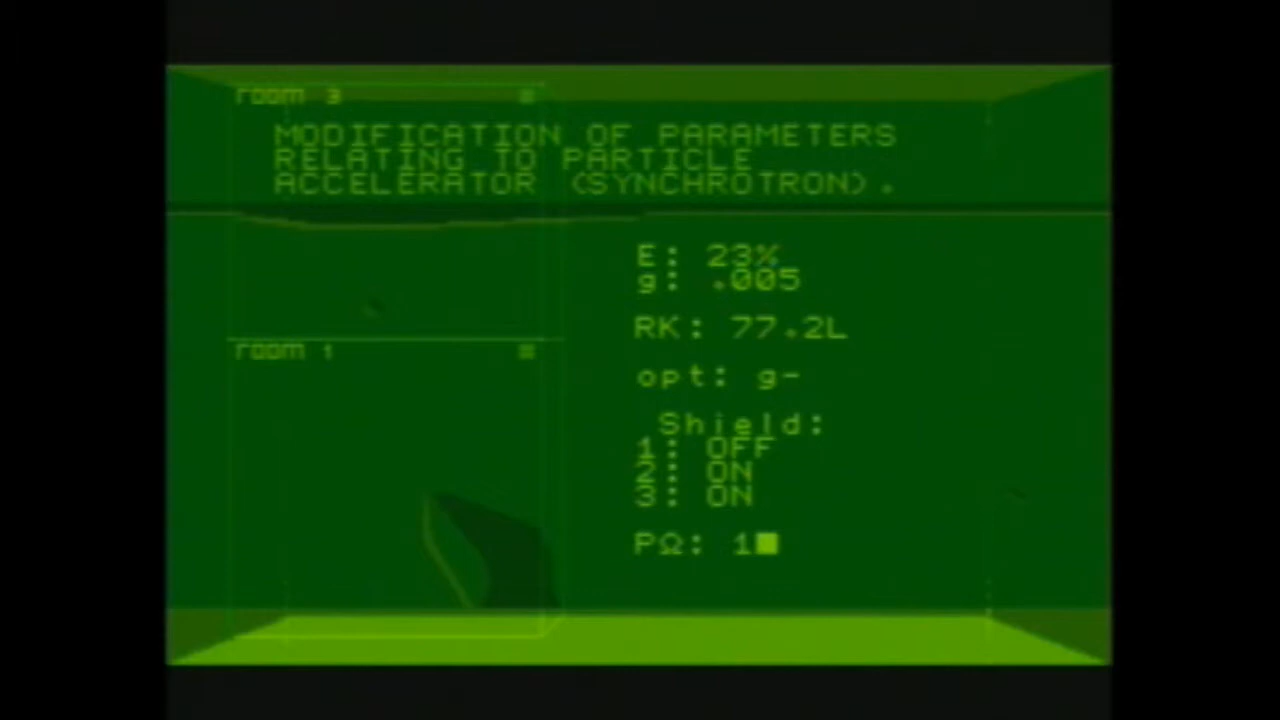 room 3
MODIFICATION OF PARAMETERS
RELATING TO PARTICLE
ACCELERATOR (SYNCHROTRON).
E: 23%
g: .005
RK: 77.2L
room 1
opt: g-
Shield:
1: OFF
2: ON
3: ON
PΩ: 1